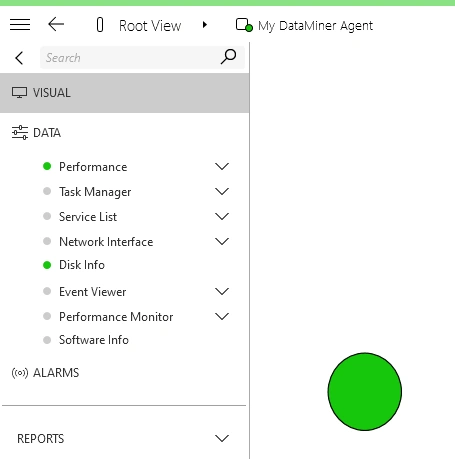 Root View My DataMiner Agent
Search
VISUAL
DATA
Performance
Task Manager
Service List
Network Interface
Disk Info
Event Viewer
Performance Monitor
Software Info
ALARMS
REPORTS